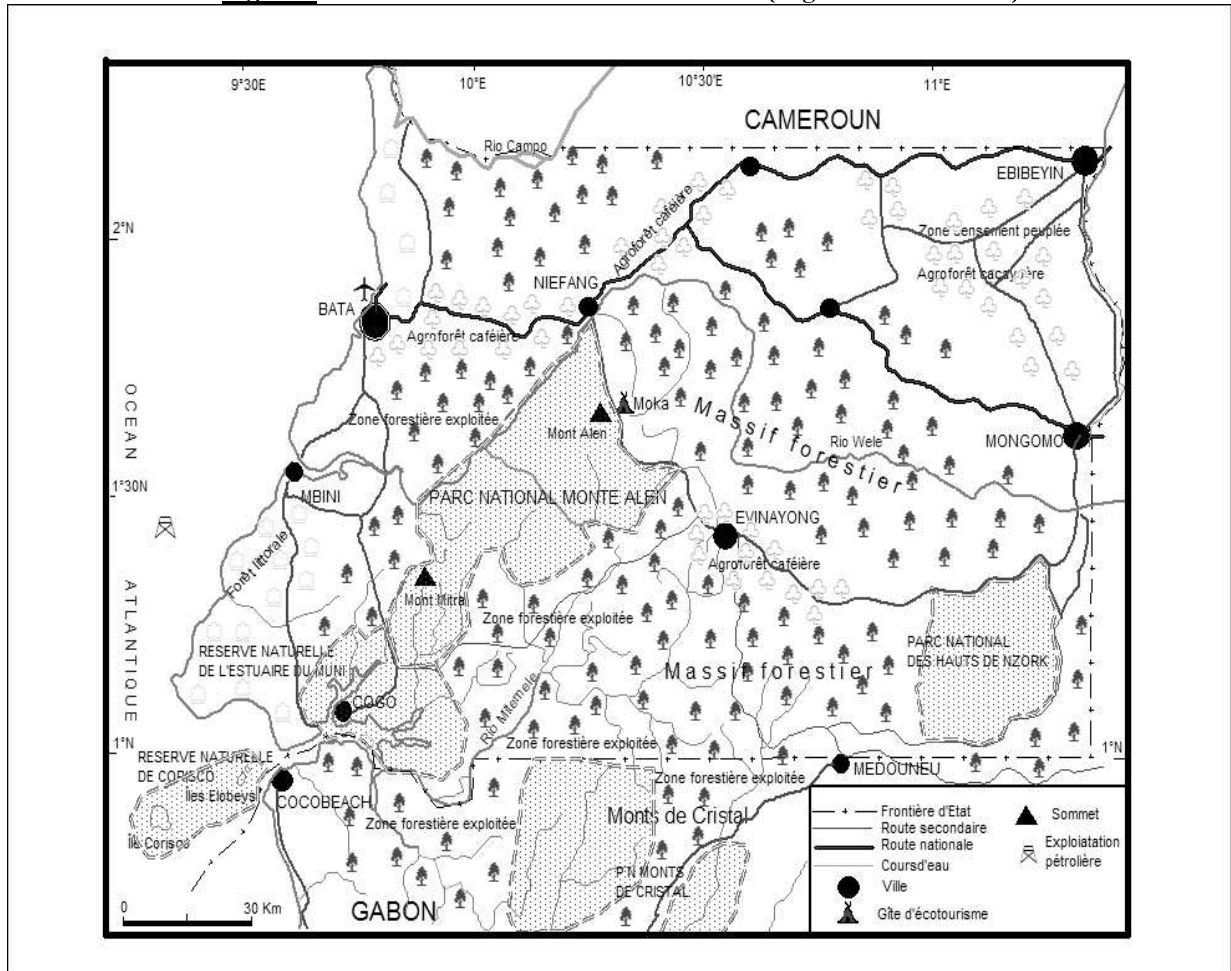 9°30E
10°E
10°30'E
11°E
CAMEROUN
Rio Campo
EBIBEYIN
2°N
Agroforêt caféière
Zone densement peuplée
NIEFANG
Agroforêt cacaoyère
BATA
Agroforêt caféière
Moka
Mont Alen
Zone forestière exploitée
Massif forestier
Rio Wele
MONGOMO
OCEAN
ATLANTIQUE
MBINI
1°30N
PARC NATIONAL MONTE ALEN
EVINAYONG
Agroforêt caféière
Forêt littorale
Mont Mitra
Zone forestière exploitée
RESERVE NATURELLE
DE L'ESTUAIRE DU MUNI
Massif forestier
PARC NATIONAL
DES HAUTS DE NZORK
COGO
Rio Mitemele
Zone forestière exploitée
1°N
1°N
RESERVE NATURELLE
DE CORISCO
Iles Elobeys
MEDOUNEU
Zone forestière exploitée
COCOBEACH
Zone forestière exploitée
Monts de Cristal
Île Corisco
P.N MONTS
DE CRISTAL
GABON
0 30 Km
Frontière d'Etat
Route secondaire
Route nationale
Coursd'eau
Ville
Gîte d'écotourisme
Sommet
Exploiatation
pétrolière